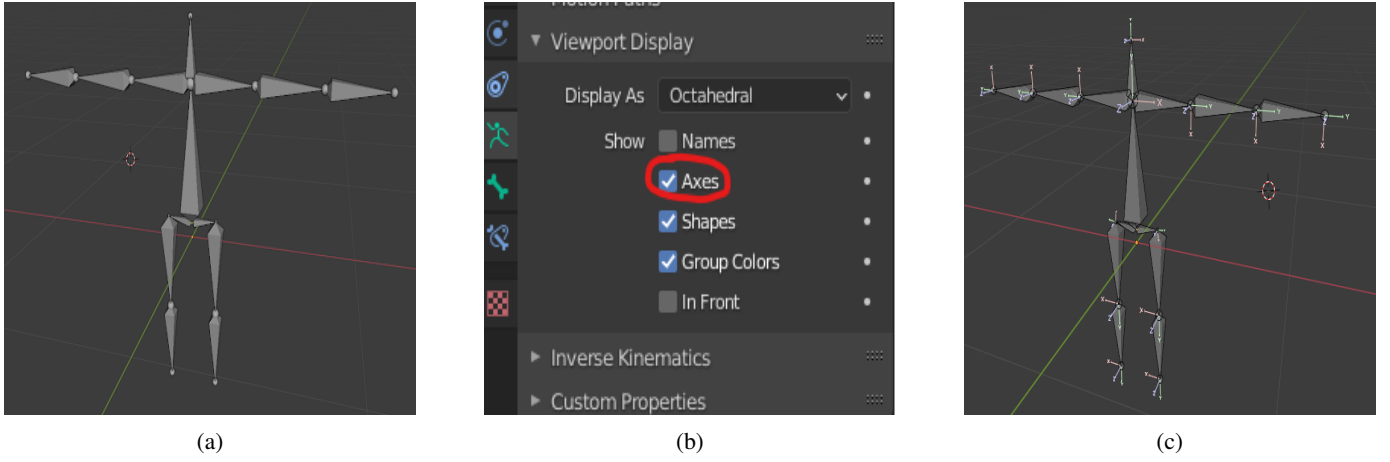 Motion Paths
Viewport Display
Display As Octahedral
Show Names
Axes
Shapes
Group Colors
In Front
Inverse Kinematics
Custom Properties
(a) (b) (c)